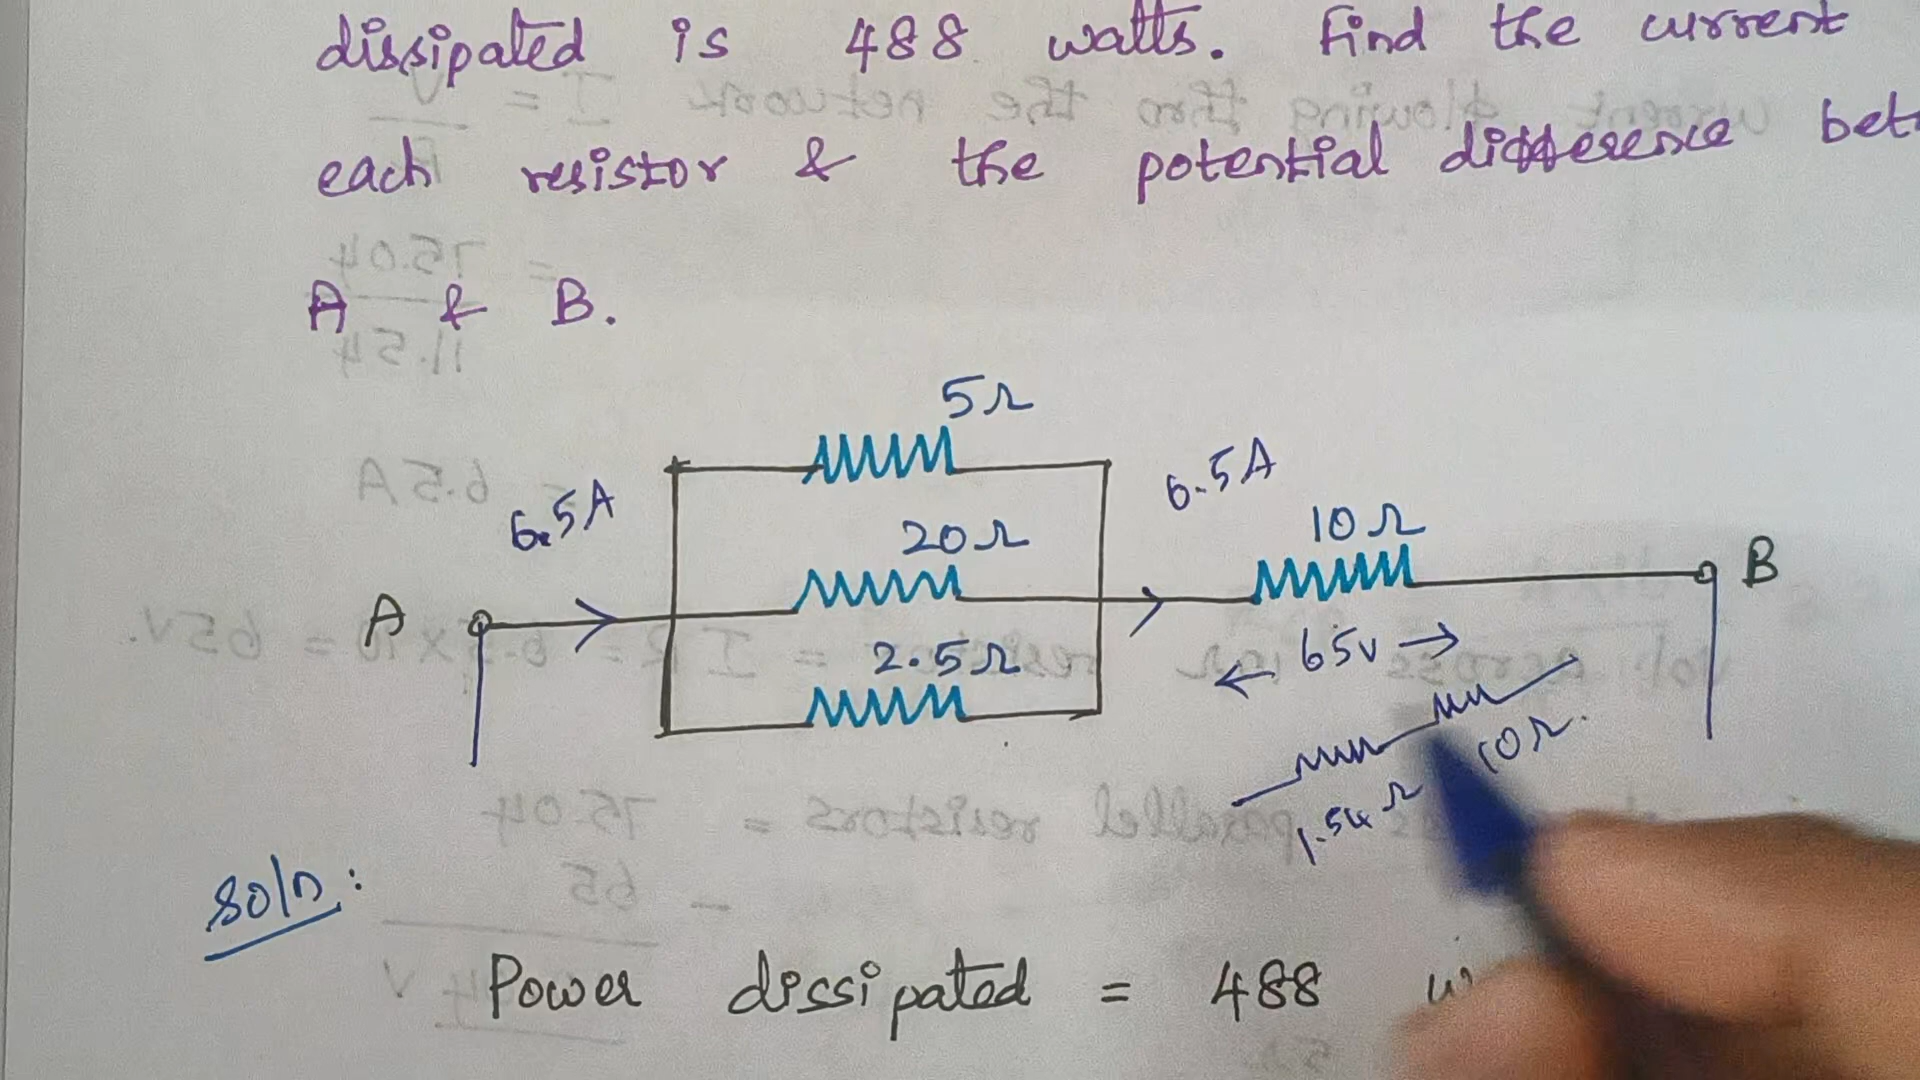 dissipated is 488 watts. Find the current
each resistor & the potential difference bet
A & B.
5Ω
6.5A
6.5A
20Ω
10Ω
A
B
2.5Ω
← 65v →
10Ω.
1.54Ω
Soln:
Power dissipated = 488